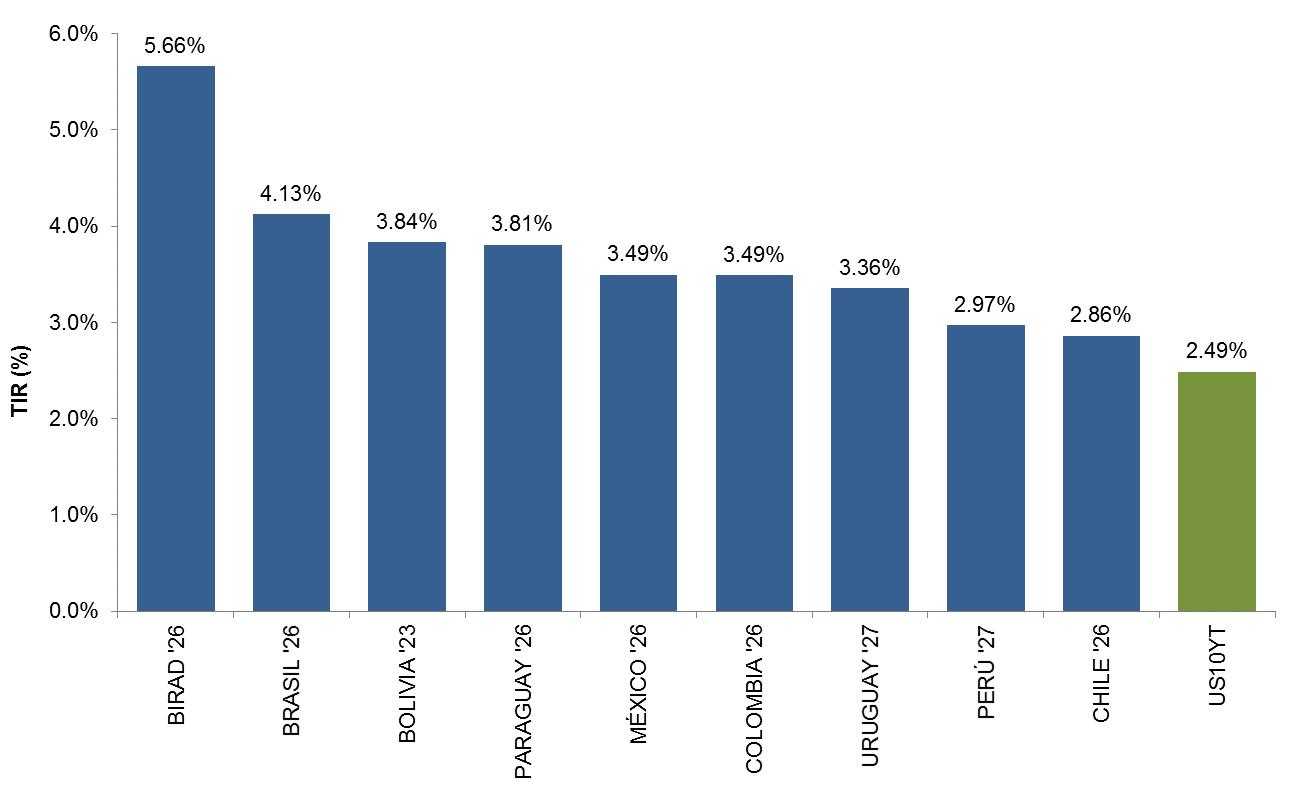 TIR (%)
6.0%
5.0%
4.0%
3.0%
2.0%
1.0%
0.0%
5.66%
4.13%
3.84%
3.81%
3.49%
3.49%
3.36%
2.97%
2.86%
2.49%
BIRAD '26
BRASIL '26
BOLIVIA '23
PARAGUAY '26
MÉXICO '26
COLOMBIA '26
URUGUAY '27
PERÚ '27
CHILE '26
US10YT